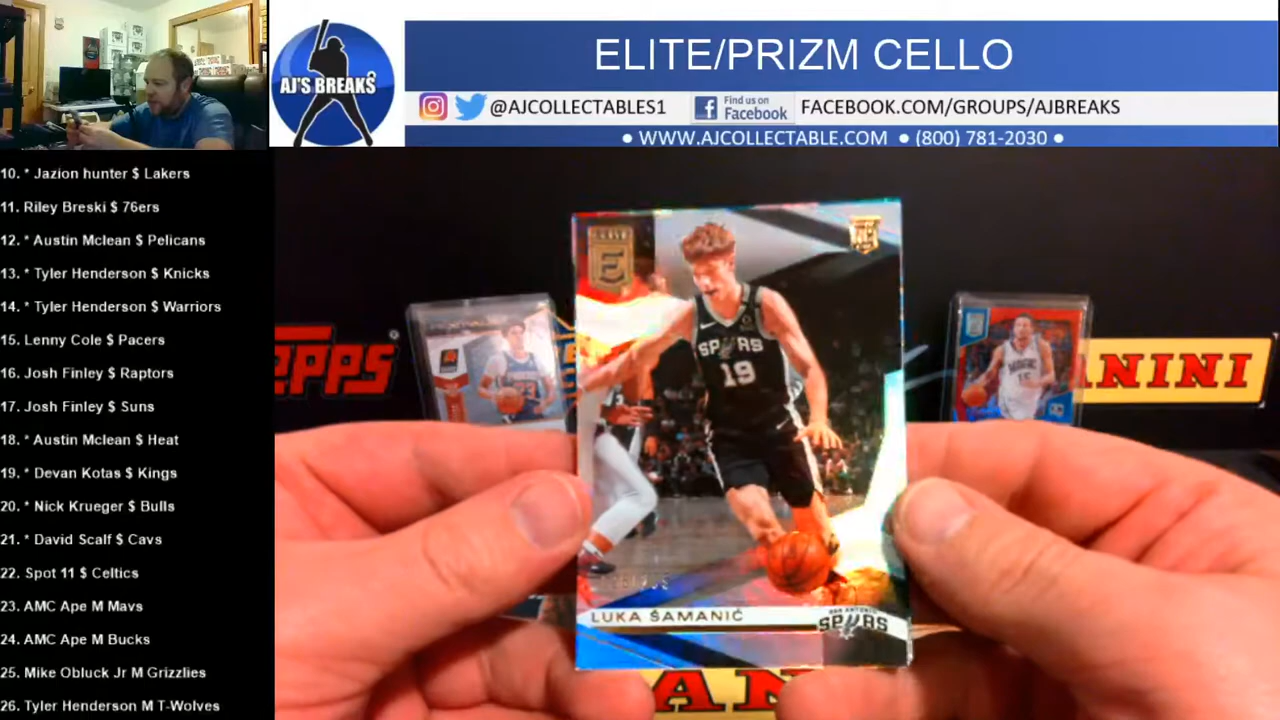 ELITE/PRIZM CELLO
AJ'S BREAKS
@AJCOLLECTABLES1
Find us on
Facebook
FACEBOOK.COM/GROUPS/AJBREAKS
● WWW.AJCOLLECTABLE.COM ● (800) 781-2030 ●
10. * Jazion hunter $ Lakers
11. Riley Breski $ 76ers
12. * Austin Mclean $ Pelicans
13. * Tyler Henderson $ Knicks
14. * Tyler Henderson $ Warriors
15. Lenny Cole $ Pacers
16. Josh Finley $ Raptors
17. Josh Finley $ Suns
18. * Austin Mclean $ Heat
19. * Devan Kotas $ Kings
20. * Nick Krueger $ Bulls
21. * David Scalf $ Cavs
22. Spot 11 $ Celtics
23. AMC Ape M Mavs
24. AMC Ape M Bucks
25. Mike Obluck Jr M Grizzlies
26. Tyler Henderson M T-Wolves
E
SPURS
19
LUKA ŠAMANIĆ
SAN ANTONIO
SPURS